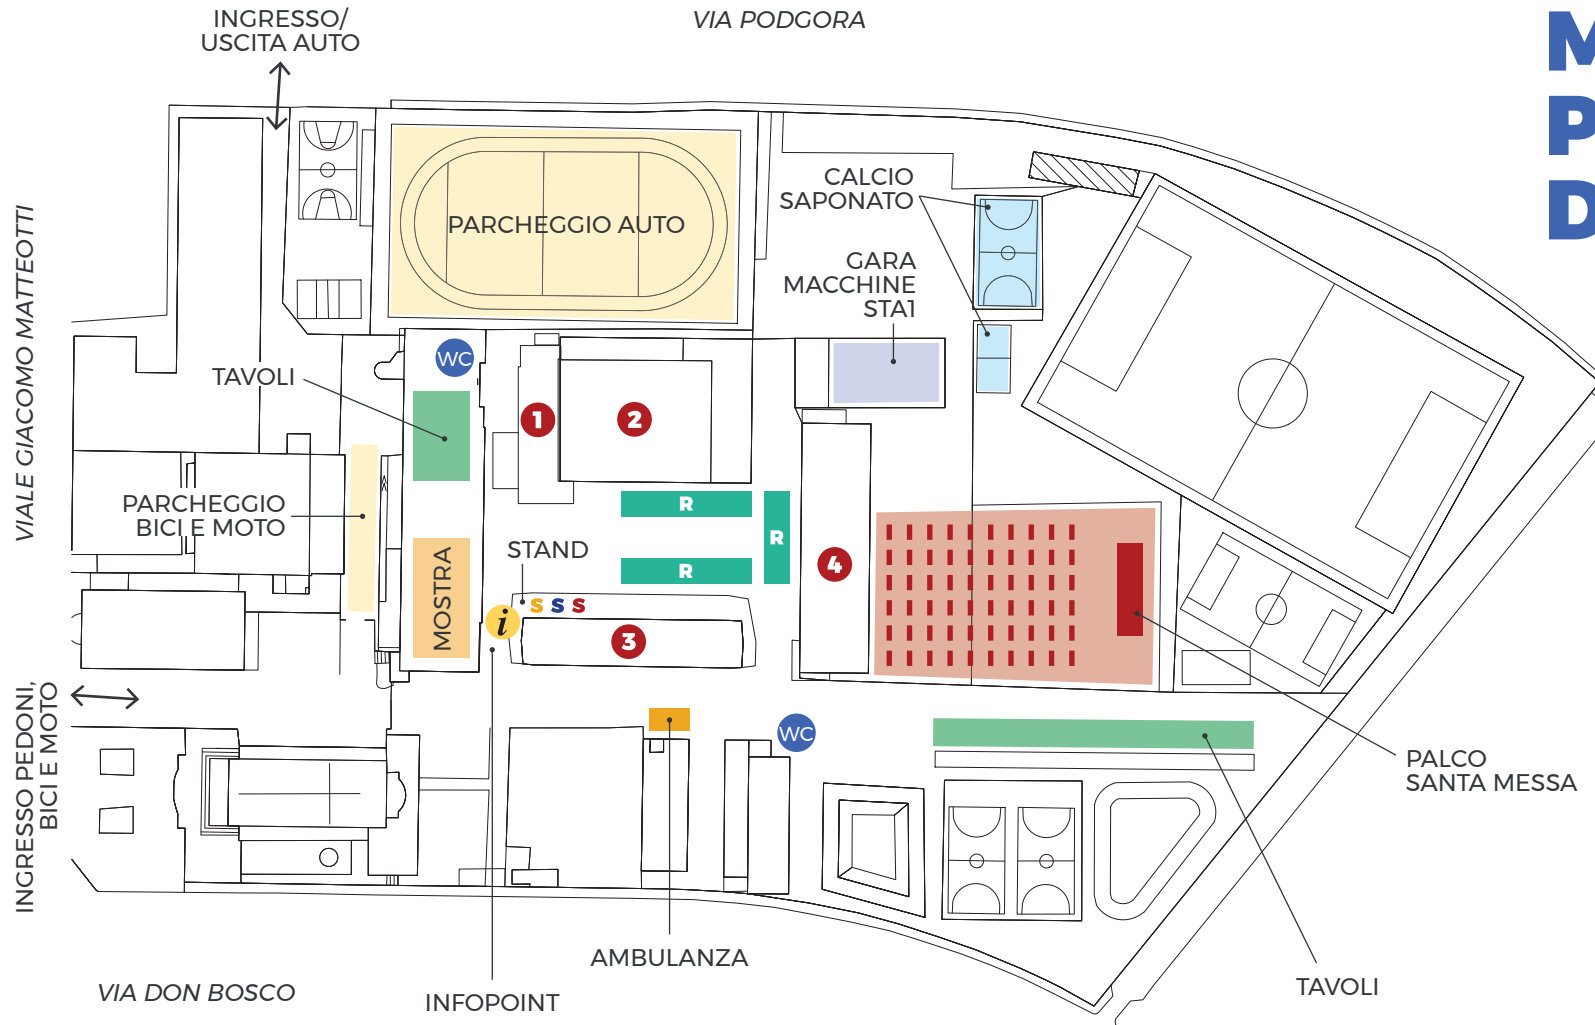 INGRESSO/
USCITA AUTO
VIA PODGORA
M
P
D
CALCIO
SAPONATO
PARCHEGGIO AUTO
GARA
MACCHINE
STA1
VIALE GIACOMO MATTEOTTI
WC
TAVOLI
1
2
PARCHEGGIO
BICI E MOTO
R
R
R
STAND
MOSTRA
4
S S S
i
3
INGRESSO PEDONI,
BICI E MOTO
WC
PALCO
SANTA MESSA
AMBULANZA
TAVOLI
VIA DON BOSCO
INFOPOINT